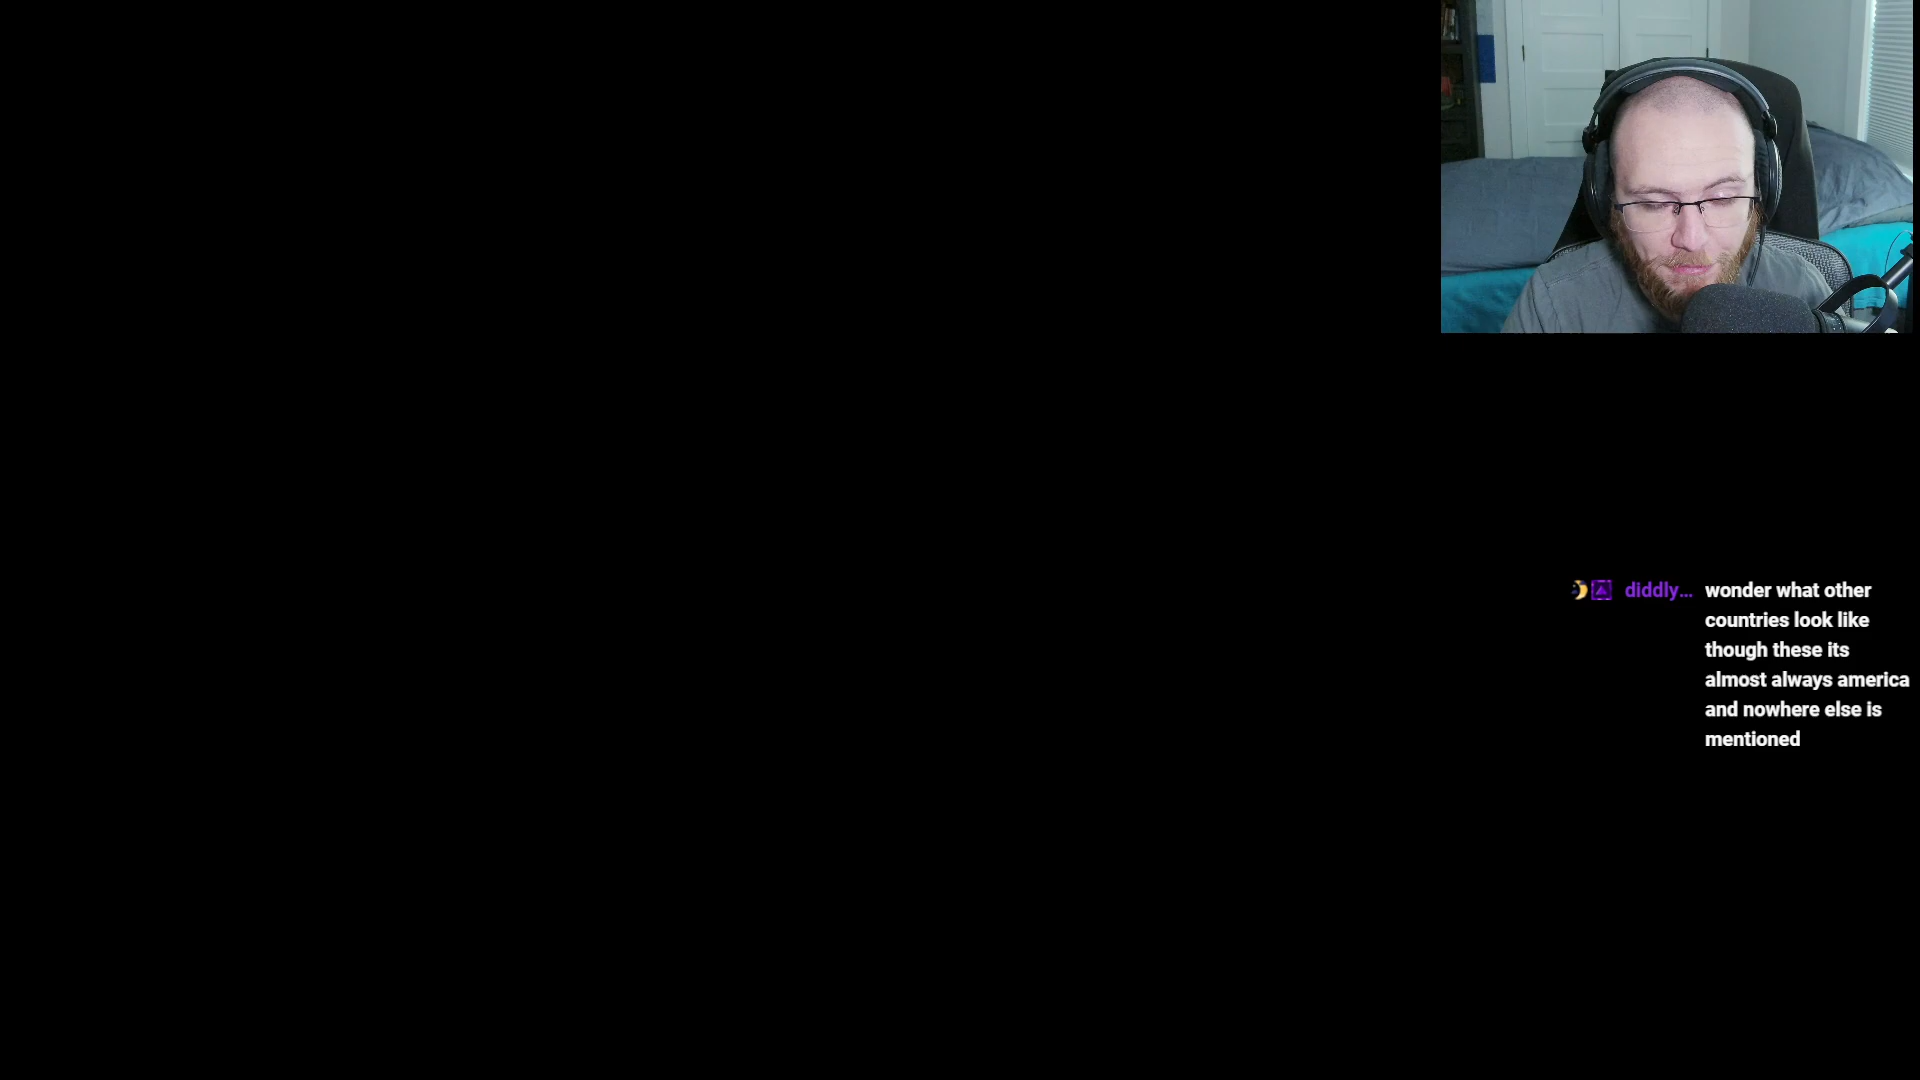 diddly... wonder what other
countries look like
though these its
almost always america
and nowhere else is
mentioned